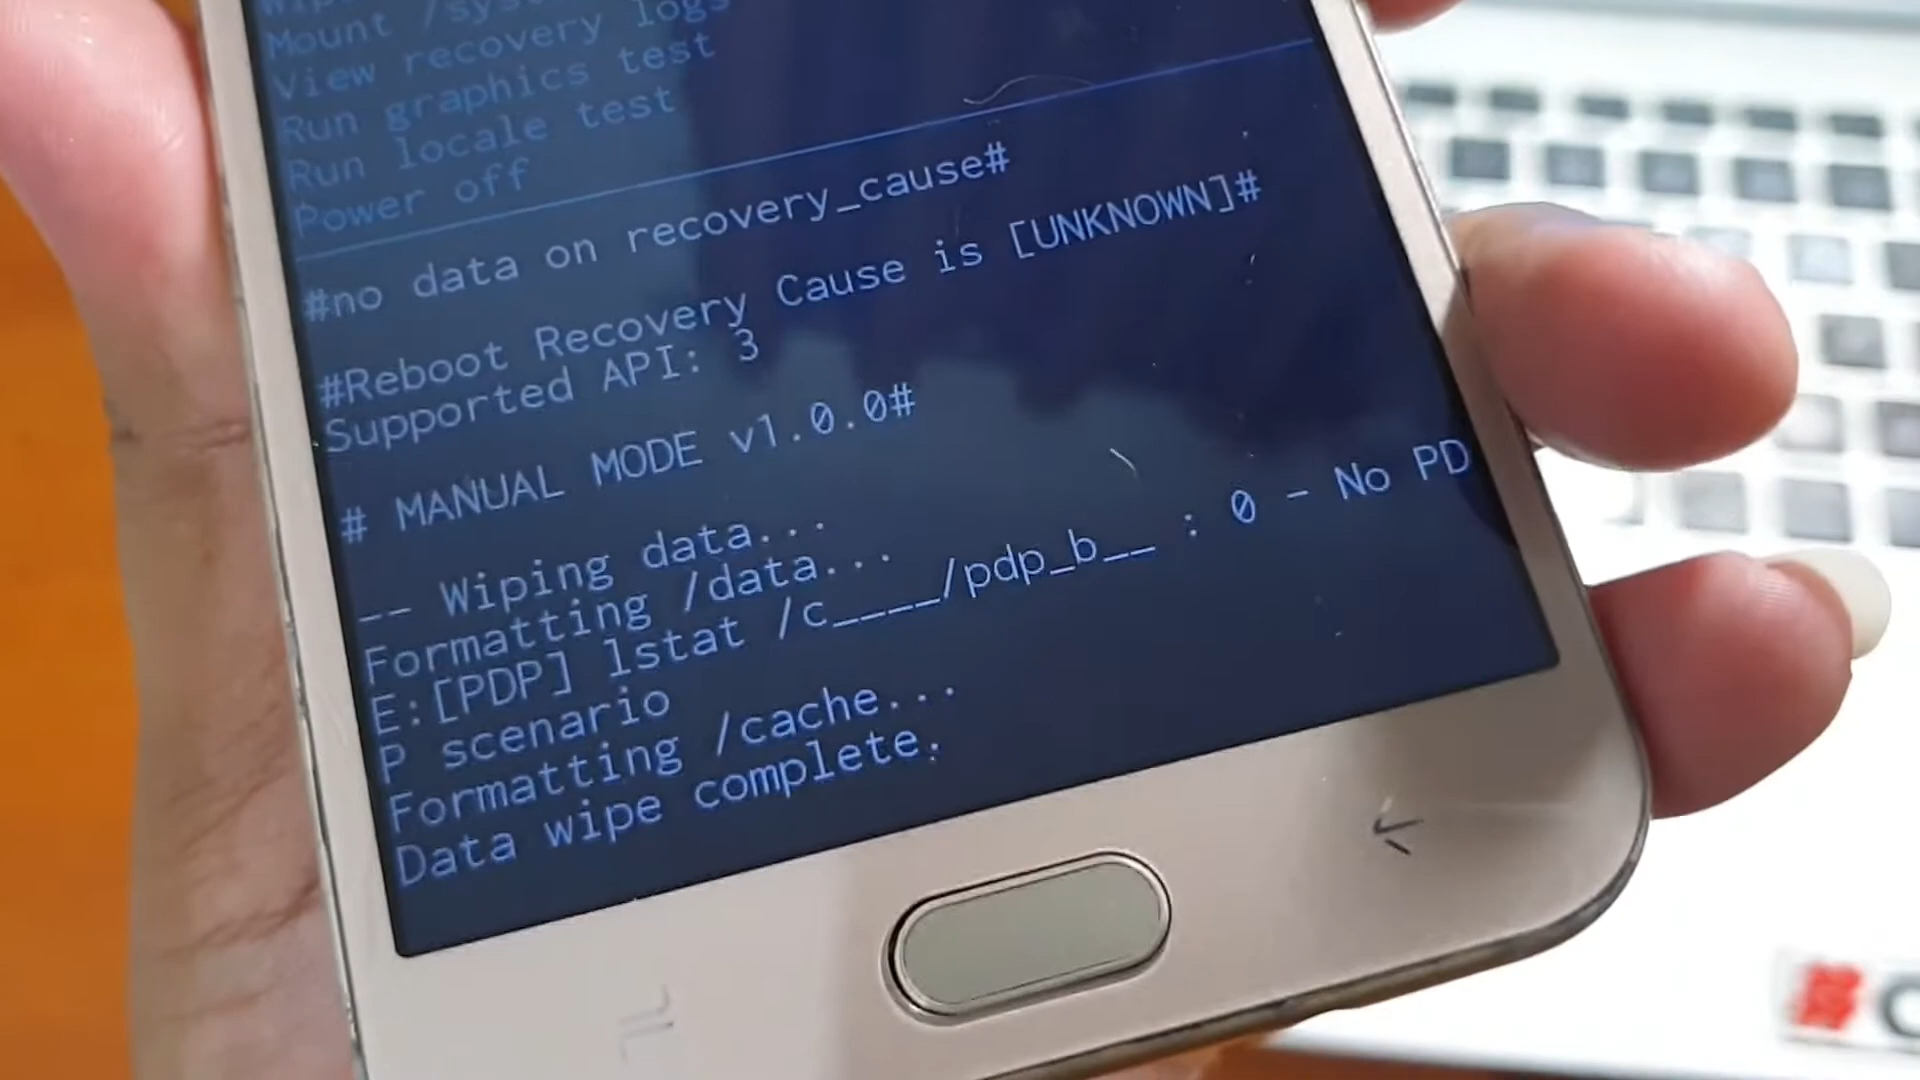 Mount /syst
View recovery logs
Run graphics test
Run locale test
Power off
#no data on recovery_cause#
#Reboot Recovery Cause is [UNKNOWN]#
Supported API: 3
# MANUAL MODE v1.0.0#
-- Wiping data...
Formatting /data...
E:[PDP] lstat /c____/pdp_b__ : 0 - No PD
P scenario
Formatting /cache...
Data wipe complete.